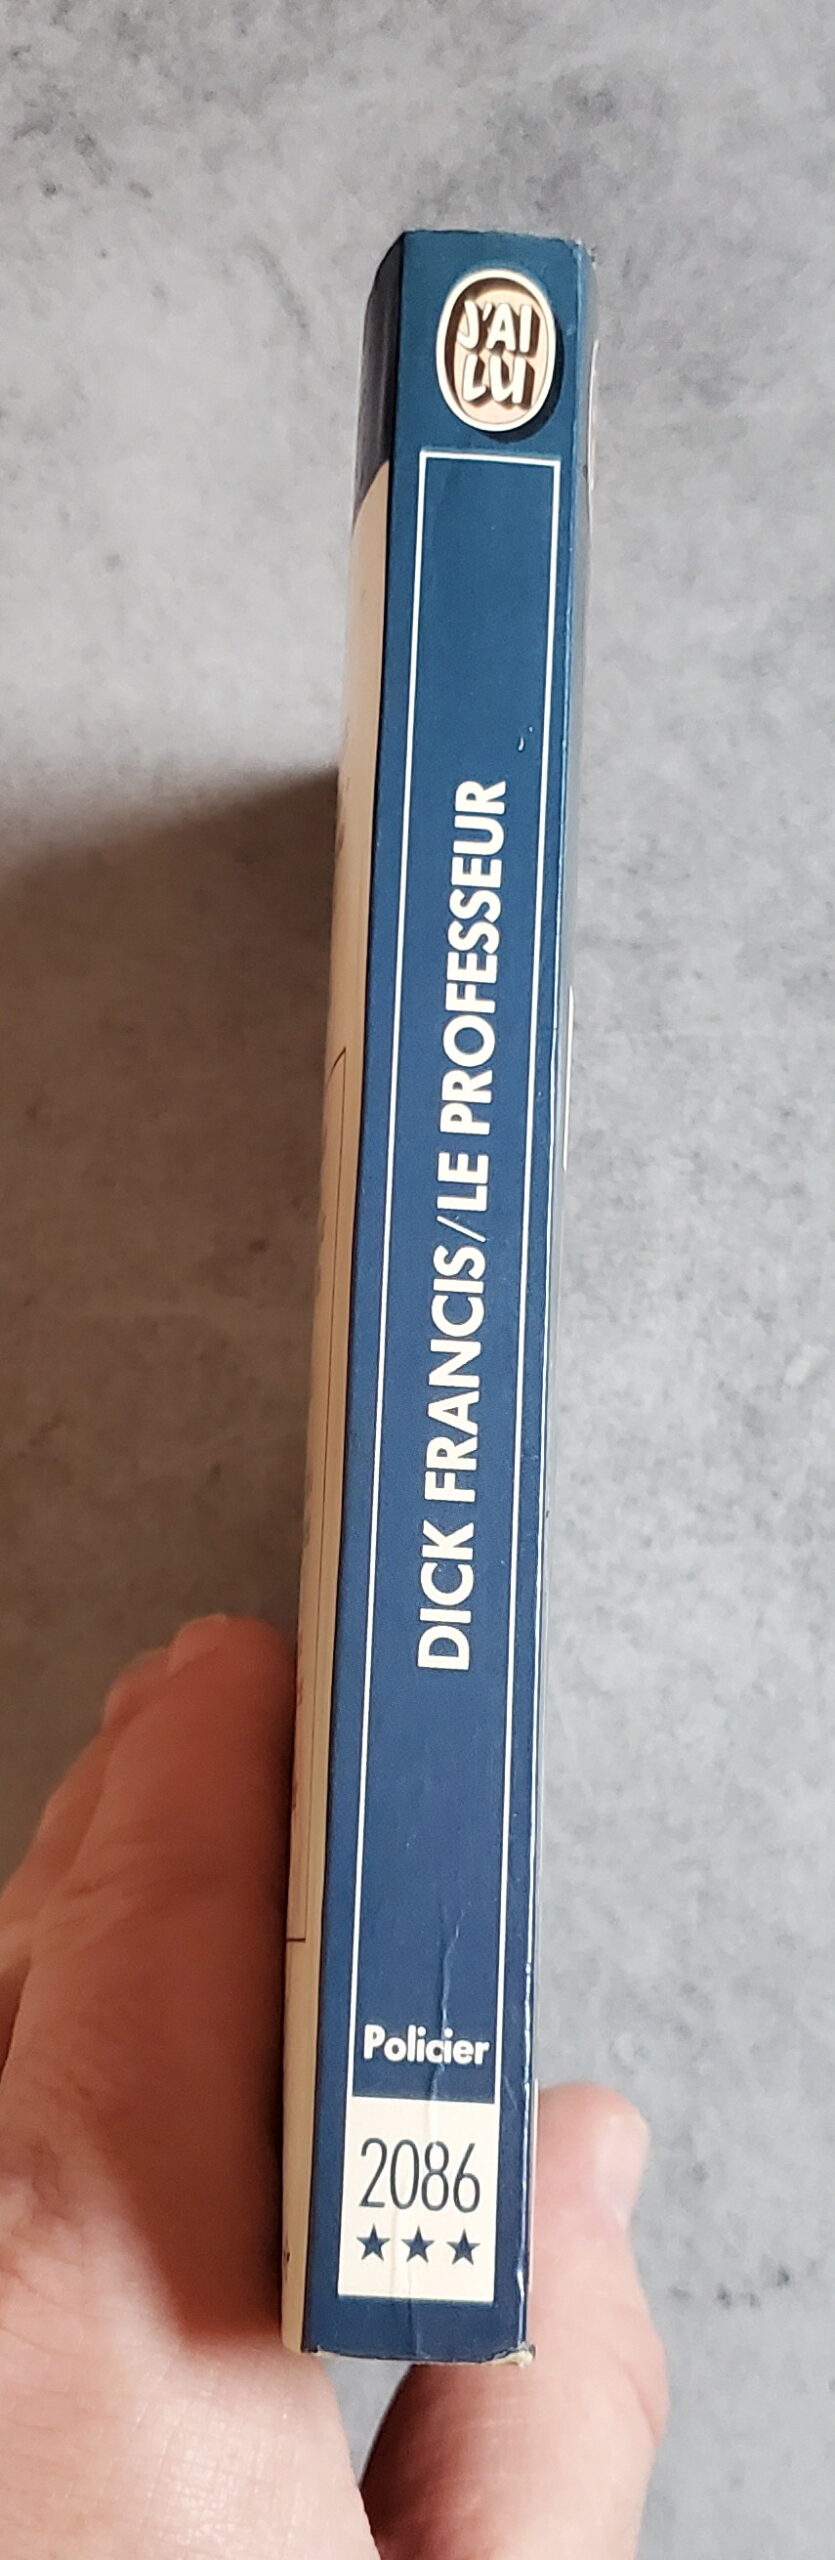 J'AI
LU
DICK FRANCIS/LE PROFESSEUR
Policier
2086
★★★